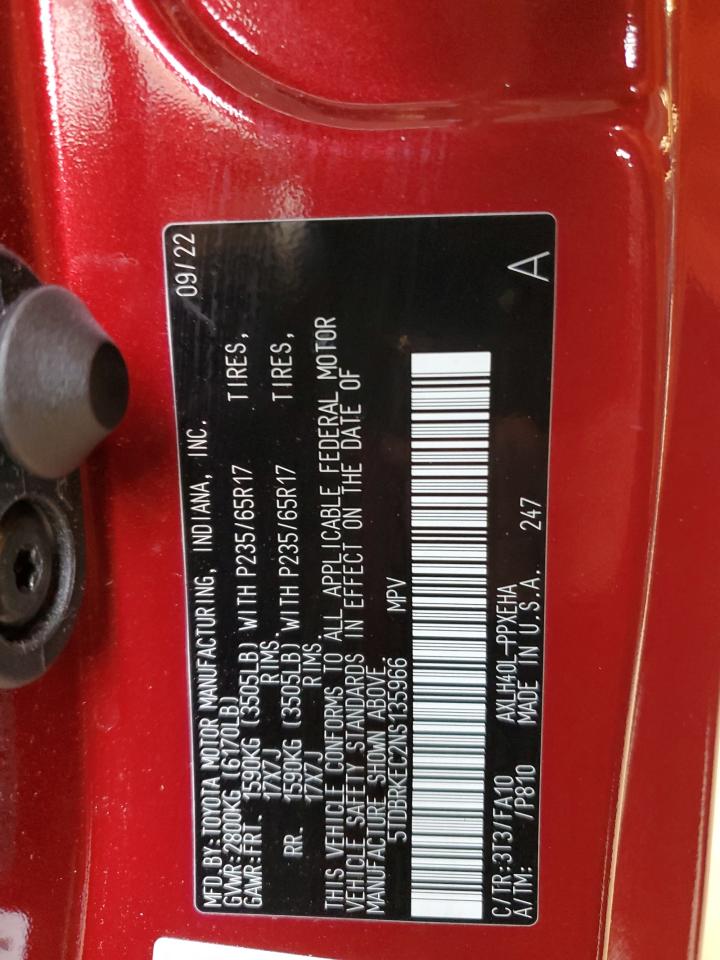 MFD.BY:TOYOTA MOTOR MANUFACTURING, INDIANA, INC. 09/22
GVWR:2800KG (6170LB)
GAWR:FRT. 1590KG (3505LB) WITH P235/65R17 TIRES,
17X7J RIMS.
RR. 1590KG (3505LB) WITH P235/65R17 TIRES,
17X7J RIMS.
THIS VEHICLE CONFORMS TO ALL APPLICABLE FEDERAL MOTOR
VEHICLE SAFETY STANDARDS IN EFFECT ON THE DATE OF
MANUFACTURE SHOWN ABOVE.
5TDBRKEC2NS135966 MPV
C/TR:3T3/FA10 AXLH40L-PPXEHA
A/TM: /P810 MADE IN U.S.A. 247 A